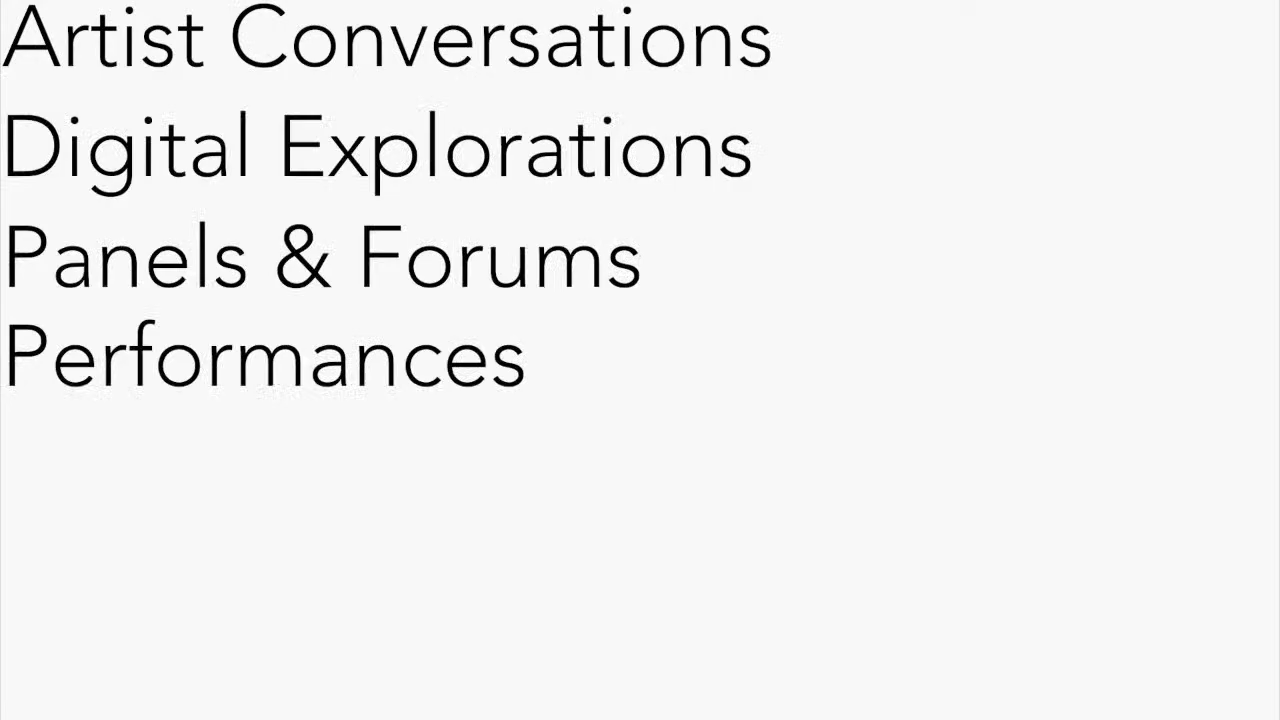 Artist Conversations
Digital Explorations
Panels & Forums
Performances